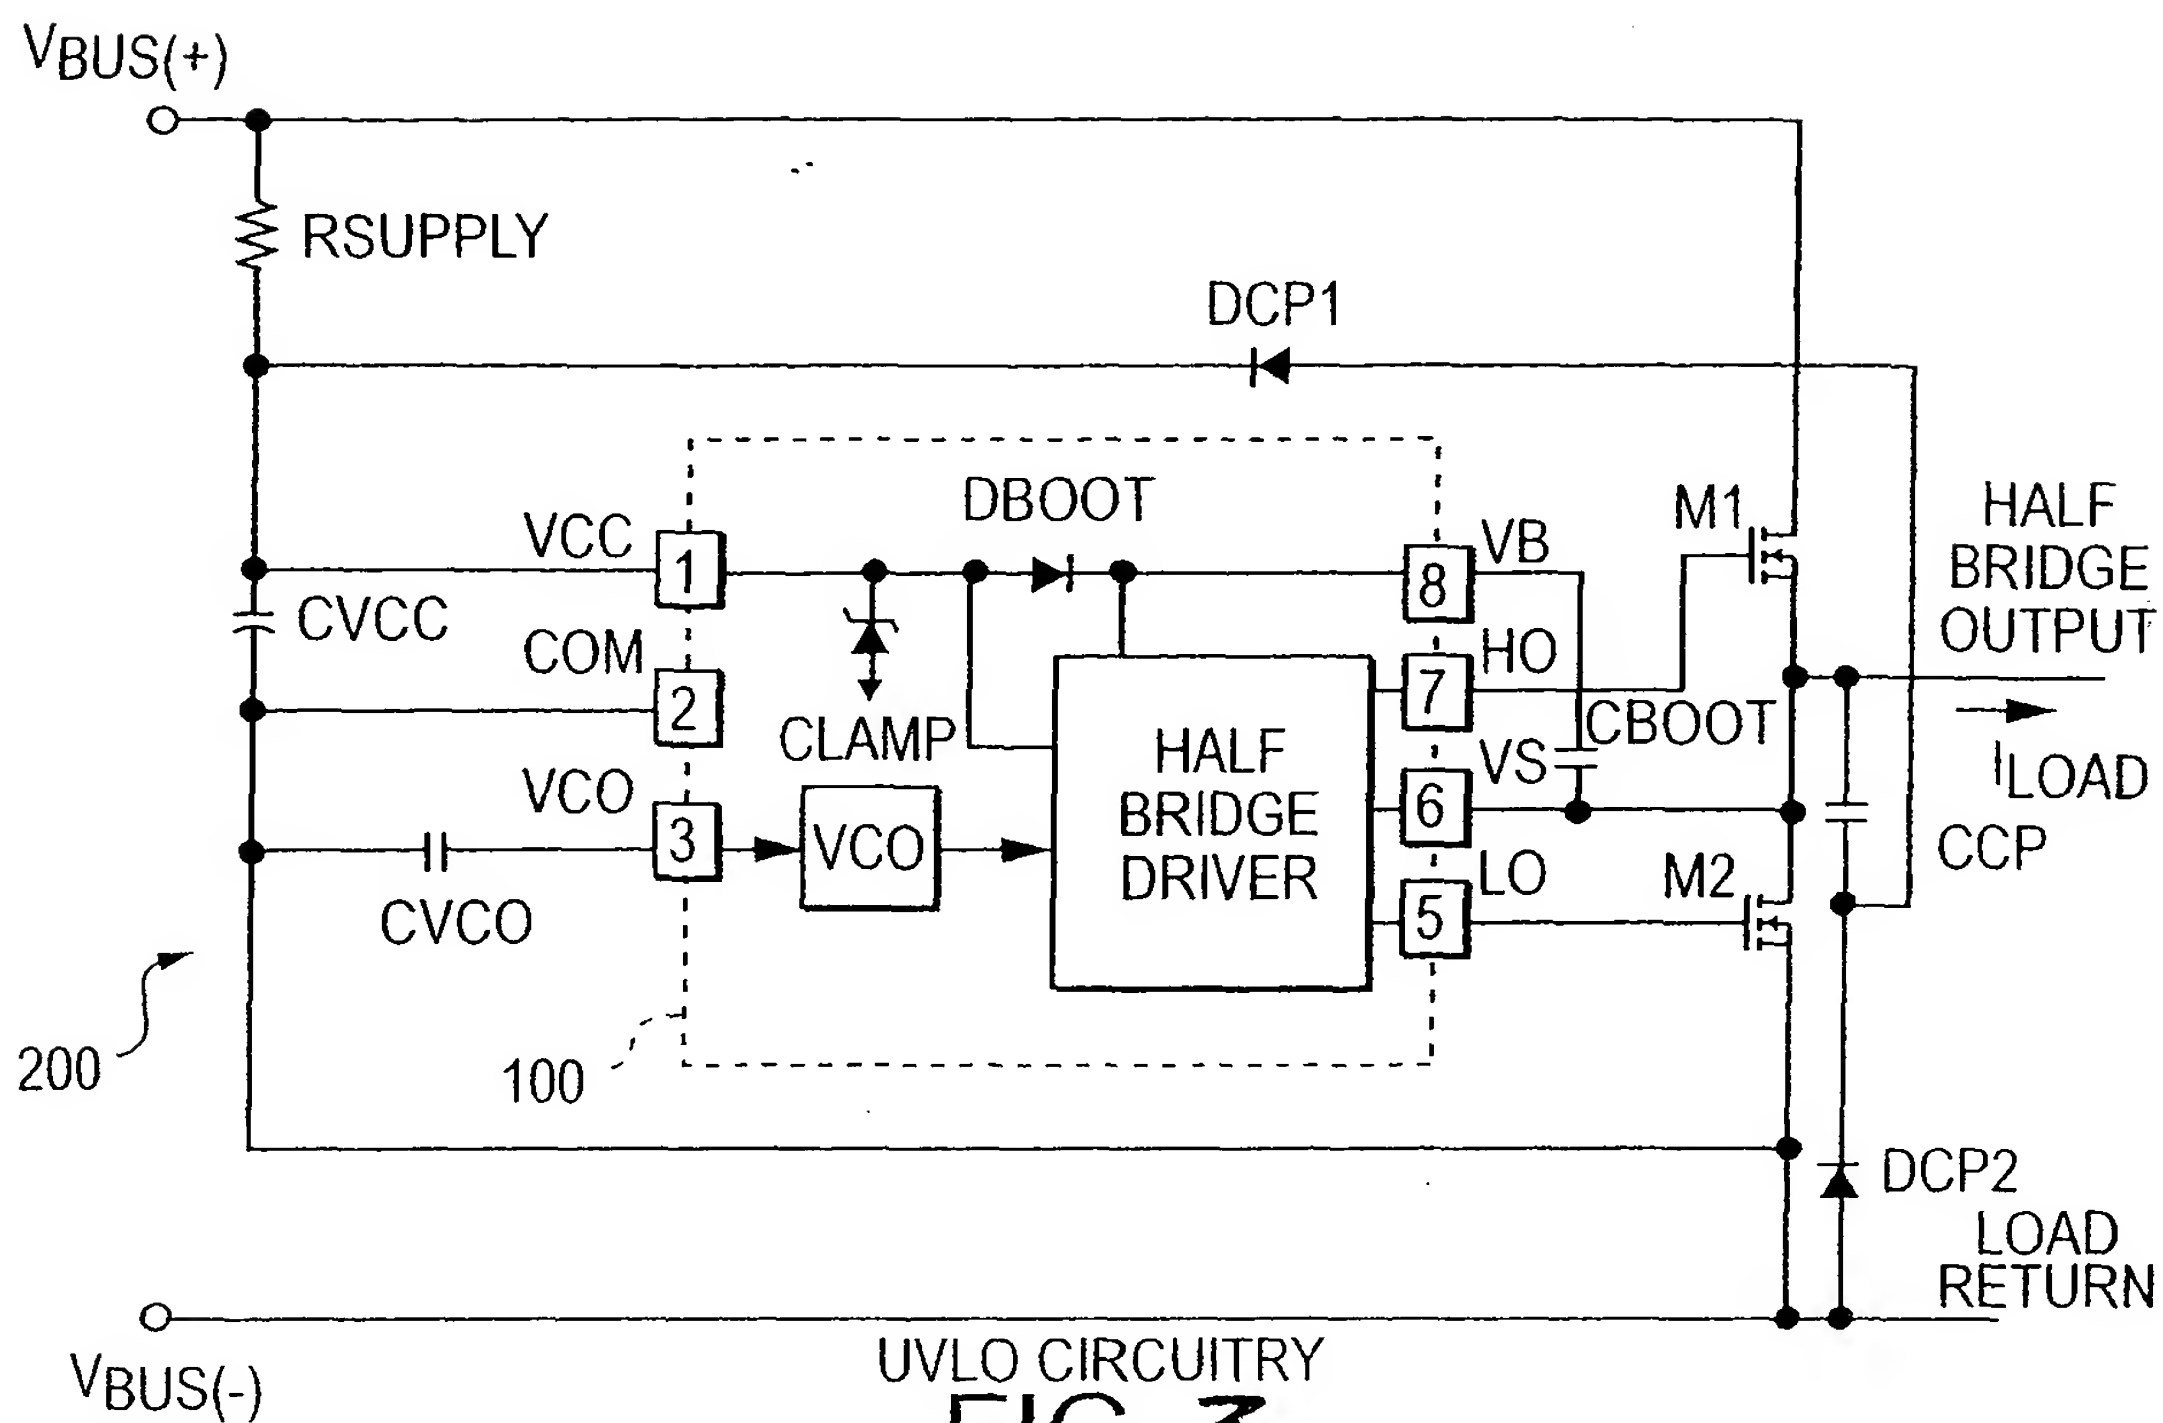 VBUS(+)
RSUPPLY
DCP1
DBOOT
M1
HALF
BRIDGE
OUTPUT
VCC
1
8
VB
CVCC
COM
2
HO
7
CLAMP
CBOOT
HALF
BRIDGE
DRIVER
VS
6
ILOAD
VCO
3
VCO
CVCO
LO
5
M2
CCP
200
100
DCP2
LOAD
RETURN
VBUS(-)
UVLO CIRCUITRY
FIG. 3